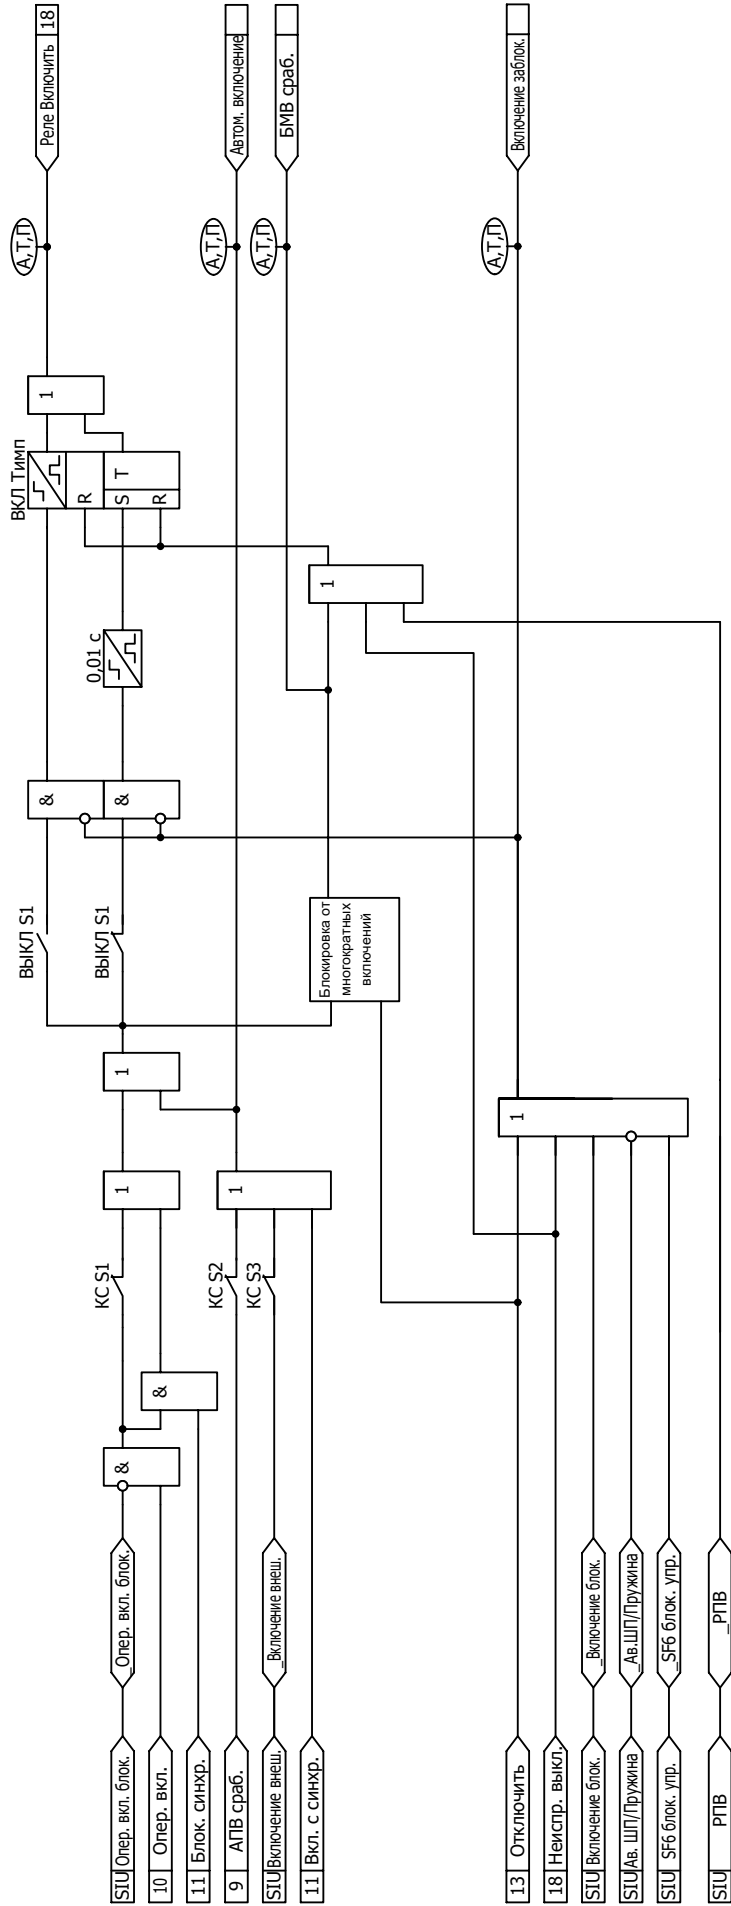 SIU Опер. вкл. блок.
_Опер. вкл. блок.
10 Опер. вкл.
11 Блок. синхр.
9 АПВ сраб.
SIU Включение внеш.
_Включение внеш.
11 Вкл. с синхр.
13 Отключить
18 Неиспр. выкл.
SIU Включение блок.
_Включение блок.
SIU Ав. ШП/Пружина
_Ав.ШП/Пружина
SIU SF6 блок. упр.
_SF6 блок. упр.
SIU РПВ
_РПВ
&
&
КС S1
КС S2
КС S3
1
1
1
1
ВЫКЛ S1
ВЫКЛ S1
Блокировка от
многократных
включений
&
&
0,01 с
1
ВКЛ Тимп
R
S T
R
1
А,Т,П
А,Т,П
А,Т,П
А,Т,П
Реле Включить 18
Автом. включение
БМВ сраб.
Включение заблок.